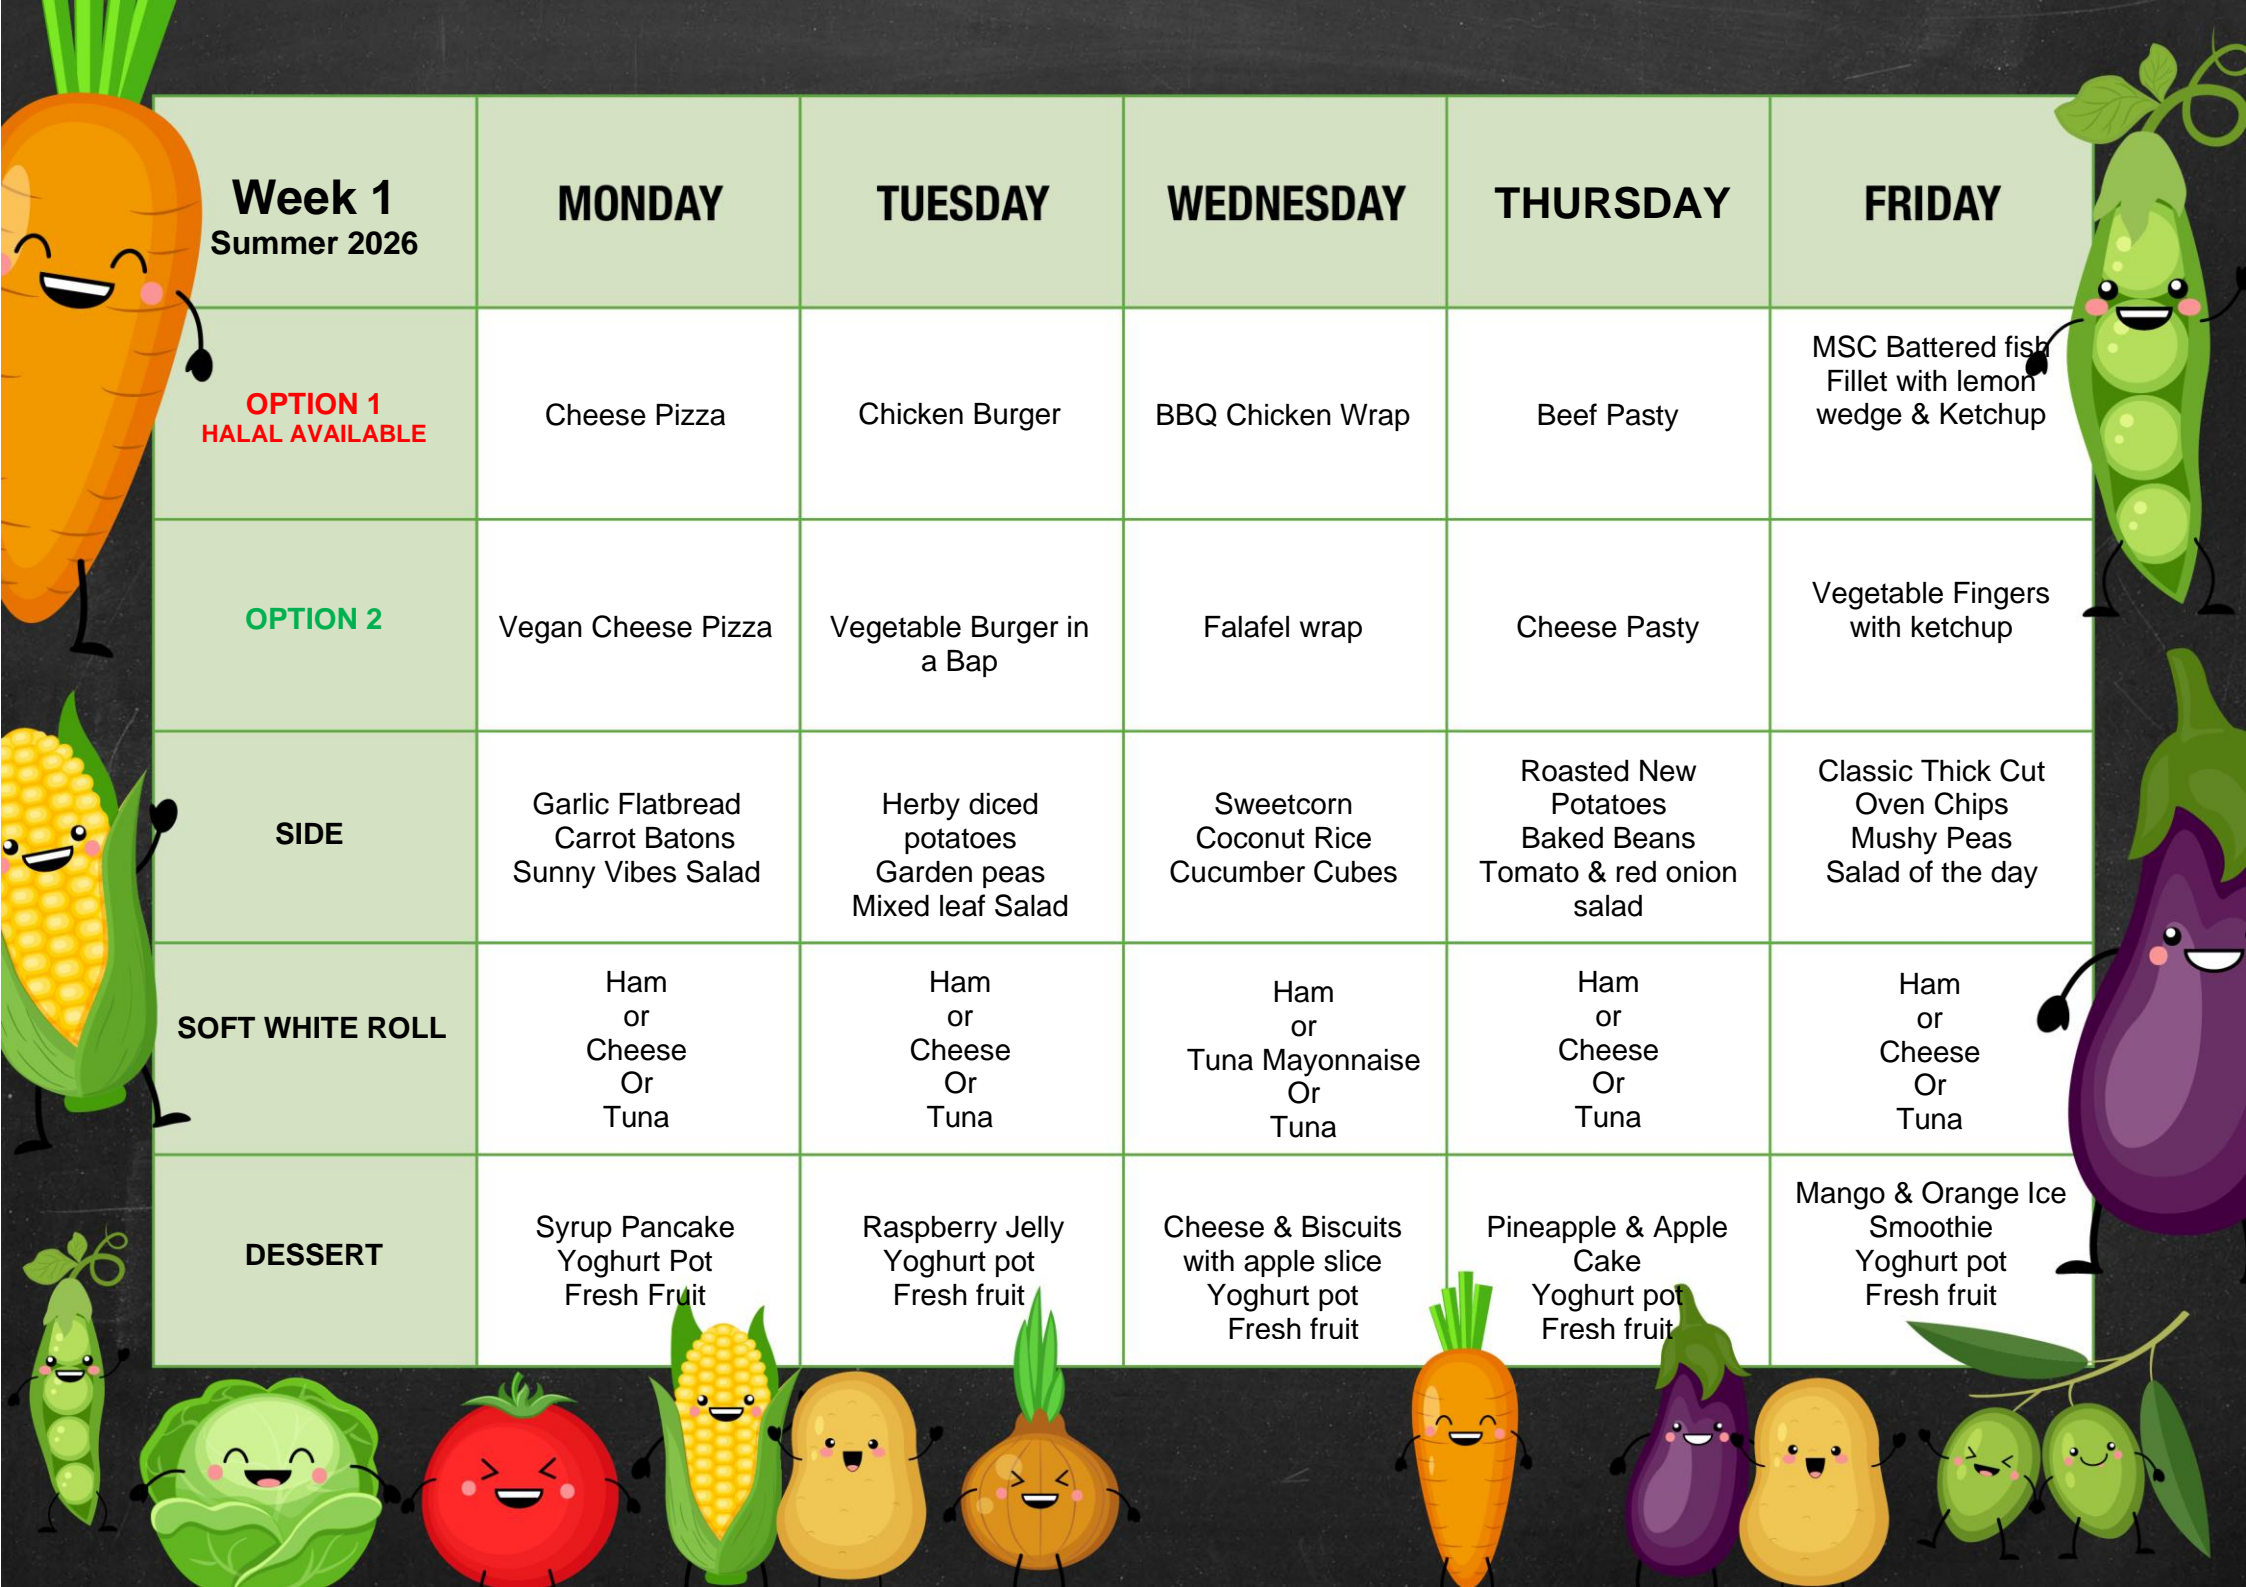 Week 1
Summer 2026
MONDAY
TUESDAY
WEDNESDAY
THURSDAY
FRIDAY
OPTION 1
HALAL AVAILABLE
Cheese Pizza
Chicken Burger
BBQ Chicken Wrap
Beef Pasty
MSC Battered fish
Fillet with lemon
wedge & Ketchup
OPTION 2
Vegan Cheese Pizza
Vegetable Burger in
a Bap
Falafel wrap
Cheese Pasty
Vegetable Fingers
with ketchup
SIDE
Garlic Flatbread
Carrot Batons
Sunny Vibes Salad
Herby diced
potatoes
Garden peas
Mixed leaf Salad
Sweetcorn
Coconut Rice
Cucumber Cubes
Roasted New
Potatoes
Baked Beans
Tomato & red onion
salad
Classic Thick Cut
Oven Chips
Mushy Peas
Salad of the day
SOFT WHITE ROLL
Ham
or
Cheese
Or
Tuna
Ham
or
Cheese
Or
Tuna
Ham
or
Tuna Mayonnaise
Or
Tuna
Ham
or
Cheese
Or
Tuna
Ham
or
Cheese
Or
Tuna
DESSERT
Syrup Pancake
Yoghurt Pot
Fresh Fruit
Raspberry Jelly
Yoghurt pot
Fresh fruit
Cheese & Biscuits
with apple slice
Yoghurt pot
Fresh fruit
Pineapple & Apple
Cake
Yoghurt pot
Fresh fruit
Mango & Orange Ice
Smoothie
Yoghurt pot
Fresh fruit